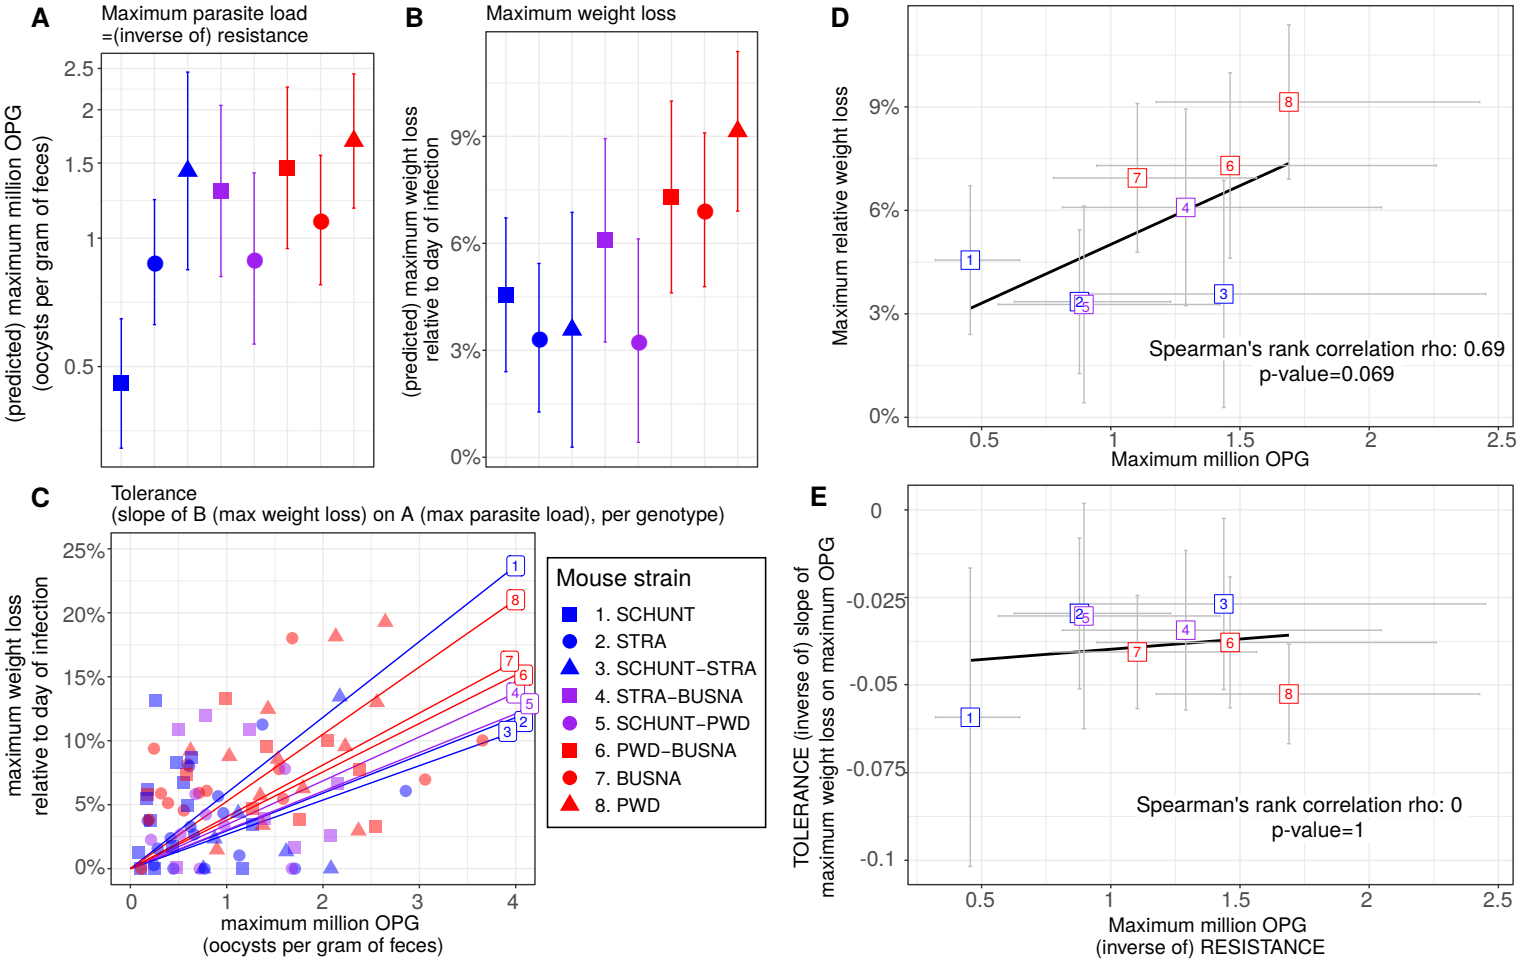 A
Maximum parasite load
=(inverse of) resistance
(predicted) maximum million OPG
(oocysts per gram of feces)
2.5
2
1.5
1
0.5
B
Maximum weight loss
(predicted) maximum weight loss
relative to day of infection
9%
6%
3%
0%
C
Tolerance
(slope of B (max weight loss) on A (max parasite load), per genotype)
maximum weight loss
relative to day of infection
25%
20%
15%
10%
5%
0%
1
8
7
6
4
5
2
3
0
1
2
3
4
maximum million OPG
(oocysts per gram of feces)
Mouse strain
1. SCHUNT
2. STRA
3. SCHUNT−STRA
4. STRA−BUSNA
5. SCHUNT−PWD
6. PWD−BUSNA
7. BUSNA
8. PWD
D
Maximum relative weight loss
9%
6%
3%
0%
8
7
6
4
1
2
5
3
Spearman's rank correlation rho: 0.69
p-value=0.069
0.5
1
1.5
2
2.5
Maximum million OPG
E
TOLERANCE (inverse of) slope of
maximum weight loss on maximum OPG
0
-0.025
-0.05
-0.075
-0.1
2
5
3
4
6
7
8
1
Spearman's rank correlation rho: 0
p-value=1
0.5
1
1.5
2
2.5
Maximum million OPG
(inverse of) RESISTANCE